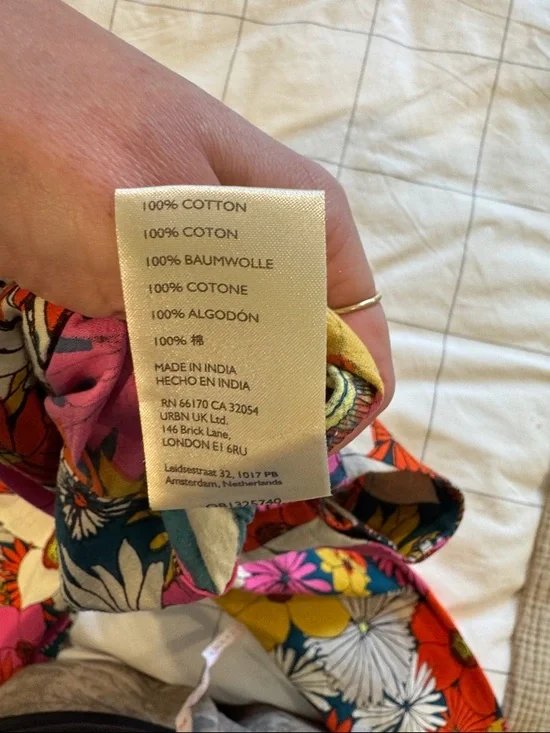 100% COTTON
100% COTON
100% BAUMWOLLE
100% COTONE
100% ALGODÓN
100% 棉
MADE IN INDIA
HECHO EN INDIA
RN 66170 CA 32054
URBN UK Ltd.
146 Brick Lane,
LONDON E1 6RU
Leidsestraat 32, 1017 PB
Amsterdam, Netherlands